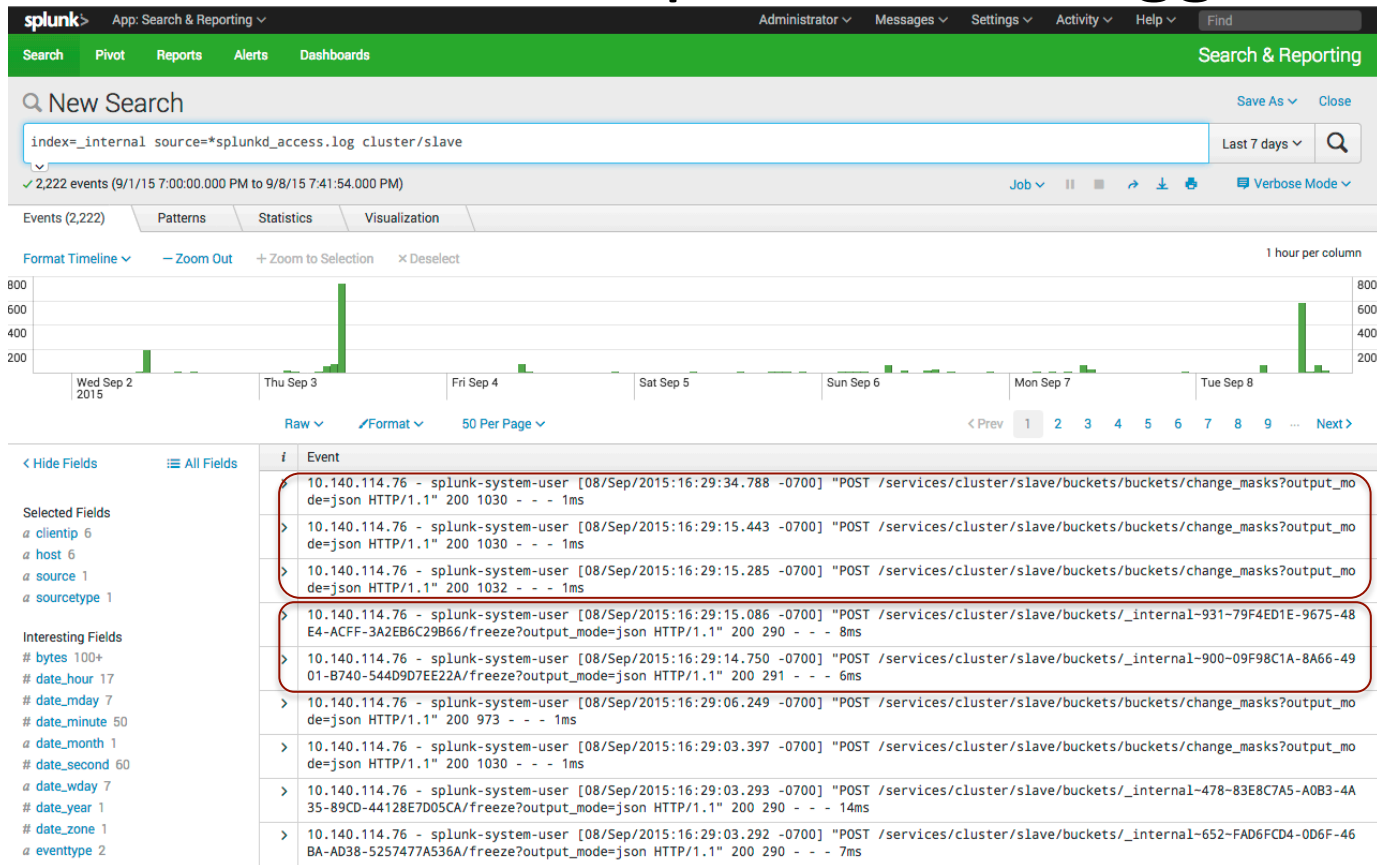 splunk> App: Search & Reporting Administrator Messages Settings Activity Help Find
Search Pivot Reports Alerts Dashboards Search & Reporting
New Search Save As Close
index=_internal source=*splunkd_access.log cluster/slave Last 7 days
2,222 events (9/1/15 7:00:00.000 PM to 9/8/15 7:41:54.000 PM) Job Verbose Mode
Events (2,222) Patterns Statistics Visualization
Format Timeline — Zoom Out + Zoom to Selection × Deselect 1 hour per column
800 800
600 600
400 400
200 200
Wed Sep 2 Thu Sep 3 Fri Sep 4 Sat Sep 5 Sun Sep 6 Mon Sep 7 Tue Sep 8
2015
Raw Format 50 Per Page < Prev 1 2 3 4 5 6 7 8 9 ... Next >
< Hide Fields All Fields i Event
Selected Fields
a clientip 6
a host 6
a source 1
a sourcetype 1
Interesting Fields
# bytes 100+
# date_hour 17
# date_mday 7
# date_minute 50
a date_month 1
# date_second 60
a date_wday 7
# date_year 1
# date_zone 1
a eventtype 2
> 10.140.114.76 - splunk-system-user [08/Sep/2015:16:29:34.788 -0700] "POST /services/cluster/slave/buckets/buckets/change_masks?output_mo
de=json HTTP/1.1" 200 1030 - - - 1ms
> 10.140.114.76 - splunk-system-user [08/Sep/2015:16:29:15.443 -0700] "POST /services/cluster/slave/buckets/buckets/change_masks?output_mo
de=json HTTP/1.1" 200 1030 - - - 1ms
> 10.140.114.76 - splunk-system-user [08/Sep/2015:16:29:15.285 -0700] "POST /services/cluster/slave/buckets/buckets/change_masks?output_mo
de=json HTTP/1.1" 200 1032 - - - 1ms
> 10.140.114.76 - splunk-system-user [08/Sep/2015:16:29:15.086 -0700] "POST /services/cluster/slave/buckets/_internal~931~79F4ED1E-9675-48
E4-ACFF-3A2EB6C29B66/freeze?output_mode=json HTTP/1.1" 200 290 - - - 8ms
> 10.140.114.76 - splunk-system-user [08/Sep/2015:16:29:14.750 -0700] "POST /services/cluster/slave/buckets/_internal~900~09F98C1A-8A66-49
01-B740-544D9D7EE22A/freeze?output_mode=json HTTP/1.1" 200 291 - - - 6ms
> 10.140.114.76 - splunk-system-user [08/Sep/2015:16:29:06.249 -0700] "POST /services/cluster/slave/buckets/buckets/change_masks?output_mo
de=json HTTP/1.1" 200 973 - - - 1ms
> 10.140.114.76 - splunk-system-user [08/Sep/2015:16:29:03.397 -0700] "POST /services/cluster/slave/buckets/buckets/change_masks?output_mo
de=json HTTP/1.1" 200 1030 - - - 1ms
> 10.140.114.76 - splunk-system-user [08/Sep/2015:16:29:03.293 -0700] "POST /services/cluster/slave/buckets/_internal~478~83E8C7A5-A0B3-4A
35-89CD-44128E7D05CA/freeze?output_mode=json HTTP/1.1" 200 290 - - - 14ms
> 10.140.114.76 - splunk-system-user [08/Sep/2015:16:29:03.292 -0700] "POST /services/cluster/slave/buckets/_internal~652~FAD6FCD4-0D6F-46
BA-AD38-5257477A536A/freeze?output_mode=json HTTP/1.1" 200 290 - - - 7ms